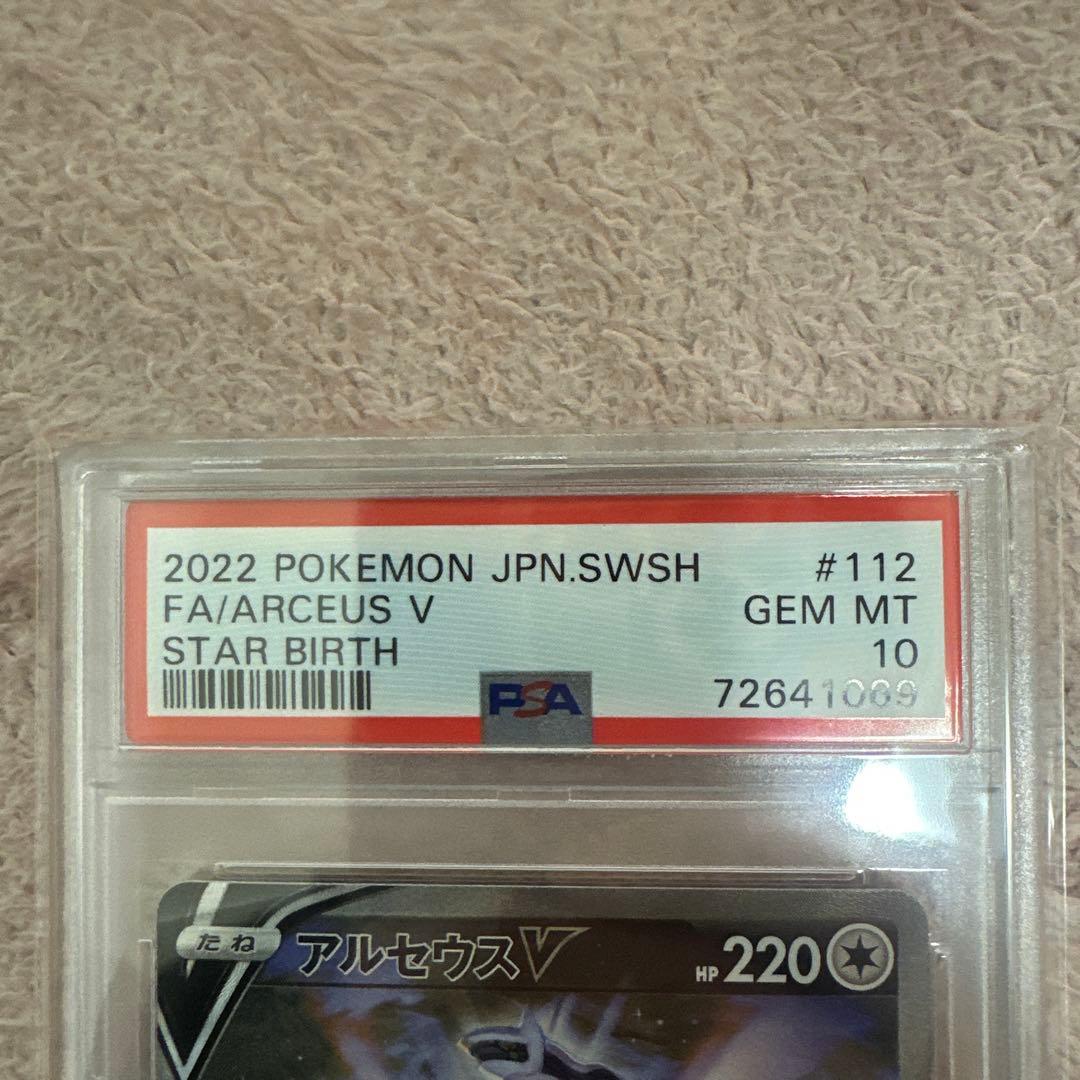 2022 POKEMON JPN.SWSH #112
FA/ARCEUS V GEM MT
STAR BIRTH 10
PSA 72641069
たね アルセウスV HP 220